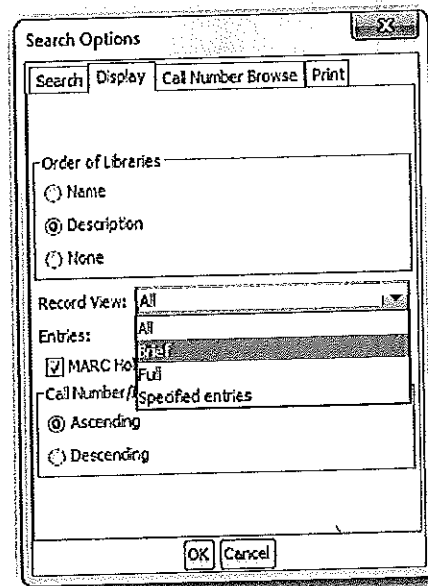 Search Options
Search Display Call Number Browse Print
Order of Libraries
Name
Description
None
Record View: All
All
Entries:
Brief
MARC Hol
Full
Call Number/
Specified entries
Ascending
Descending
OK Cancel